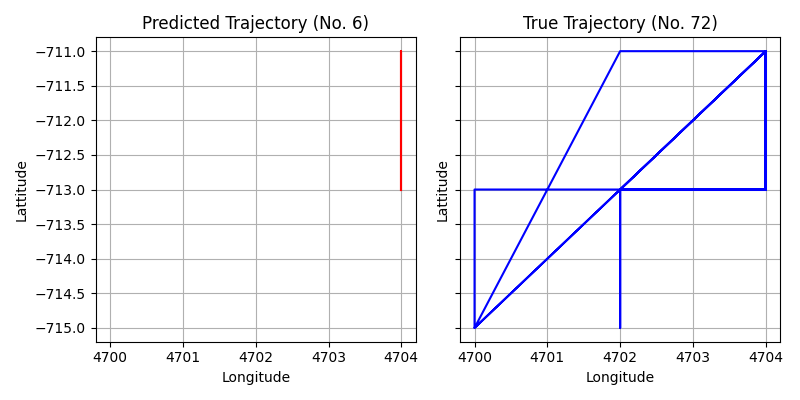 Predicted Trajectory (No. 6)
True Trajectory (No. 72)
−711.0
−711.5
−712.0
−712.5
−713.0
−713.5
−714.0
−714.5
−715.0
Lattitude
Lattitude
4700 4701 4702 4703 4704
4700 4701 4702 4703 4704
Longitude
Longitude